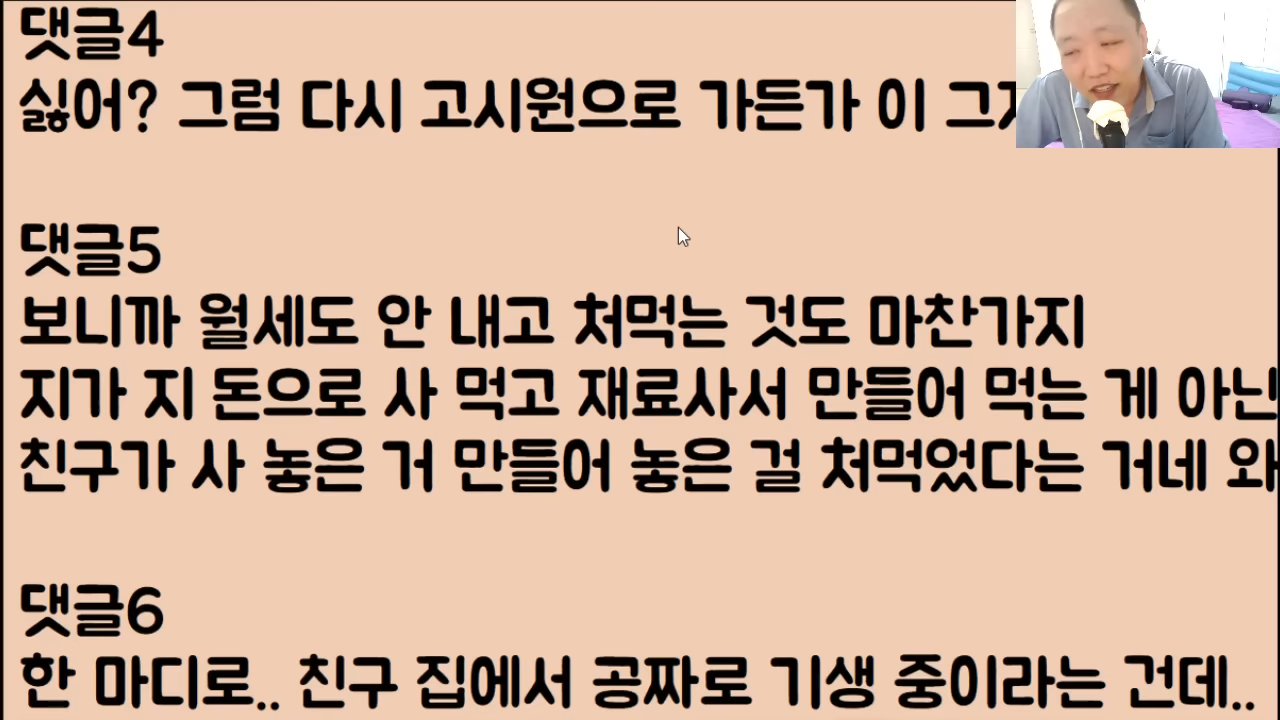 댓글4
싫어? 그럼 다시 고시원으로 가든가 이
댓글5
보니까 월세도 안 내고 처먹는 것도 마찬가지
지가 지 돈으로 사 먹고 재료사서 만들어 먹는 게 아닌
친구가 사 놓은 거 만들어 놓은 걸 처먹었다는 거네 와
댓글6
한 마디로.. 친구 집에서 공짜로 기생 중이라는 건데..